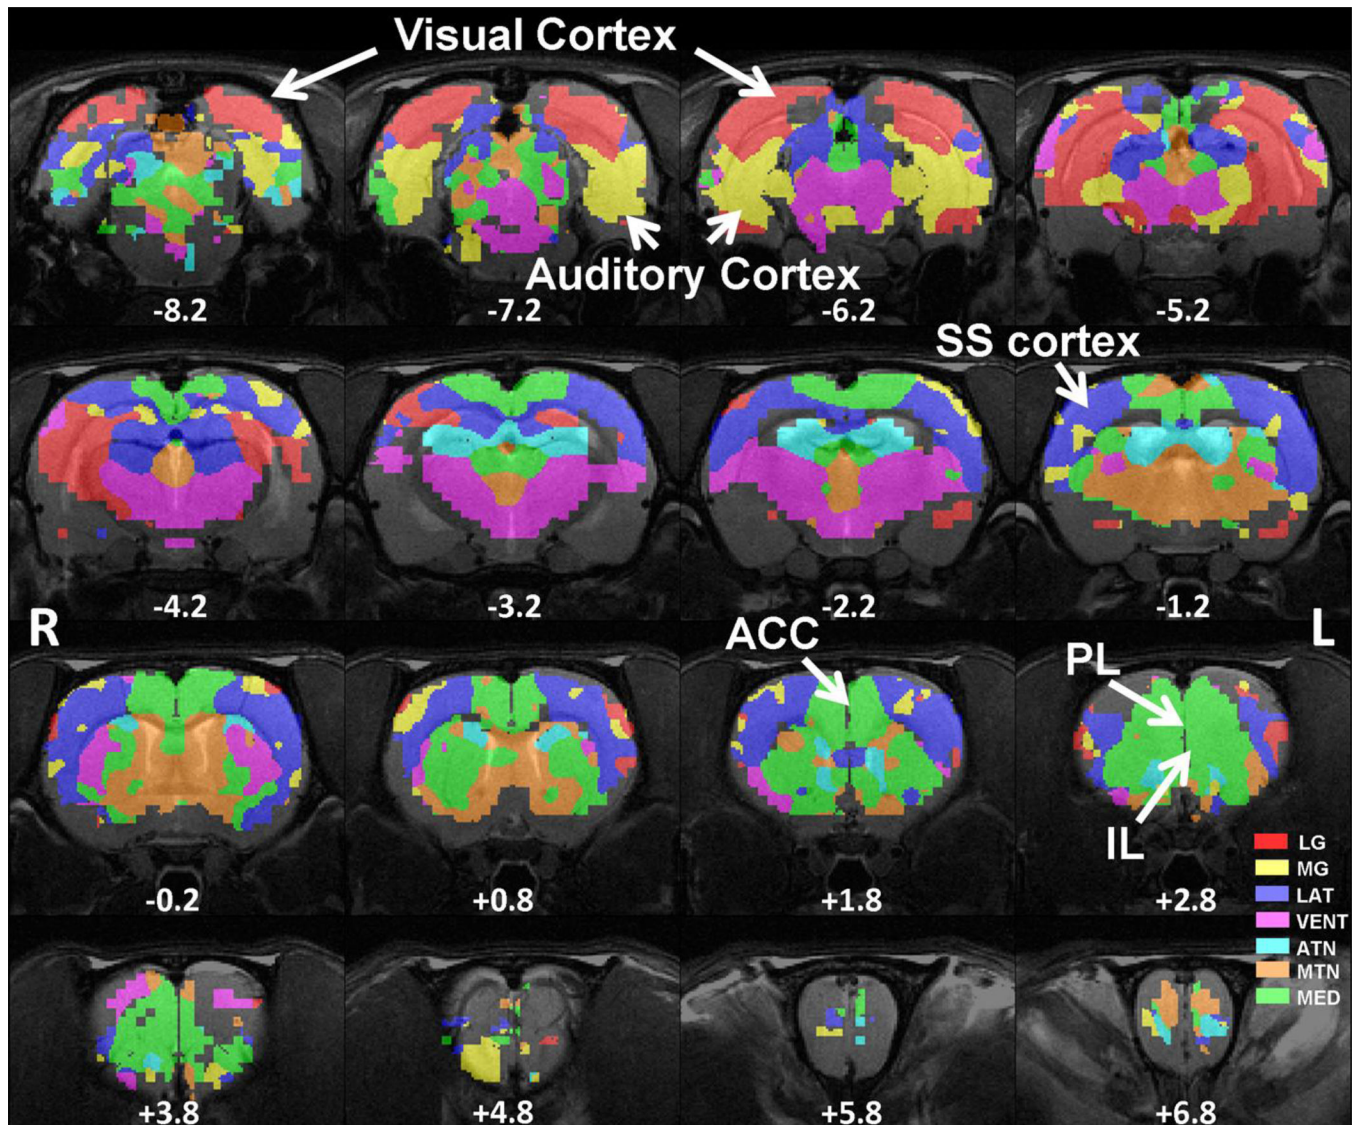 Visual Cortex
Auditory Cortex
-8.2
-7.2
-6.2
-5.2
SS cortex
-4.2
-3.2
-2.2
-1.2
R
L
ACC
PL
IL
-0.2
+0.8
+1.8
+2.8
LG
MG
LAT
VENT
ATN
MTN
MED
+3.8
+4.8
+5.8
+6.8